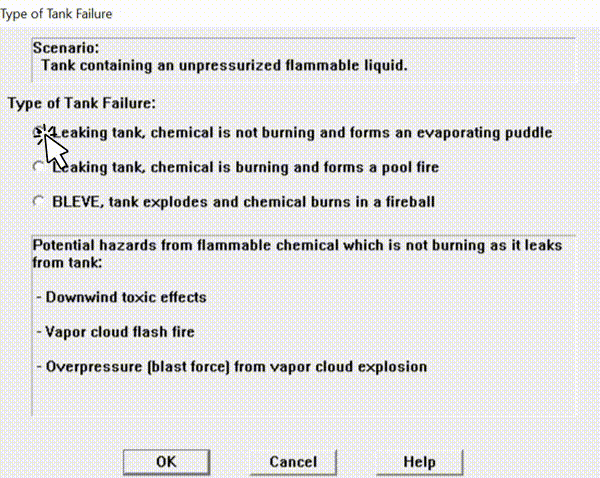 Type of Tank Failure
Scenario:
Tank containing an unpressurized flammable liquid.
Type of Tank Failure:
Leaking tank, chemical is not burning and forms an evaporating puddle
Leaking tank, chemical is burning and forms a pool fire
BLEVE, tank explodes and chemical burns in a fireball
Potential hazards from flammable chemical which is not burning as it leaks
from tank:
- Downwind toxic effects
- Vapor cloud flash fire
- Overpressure (blast force) from vapor cloud explosion
OK Cancel Help